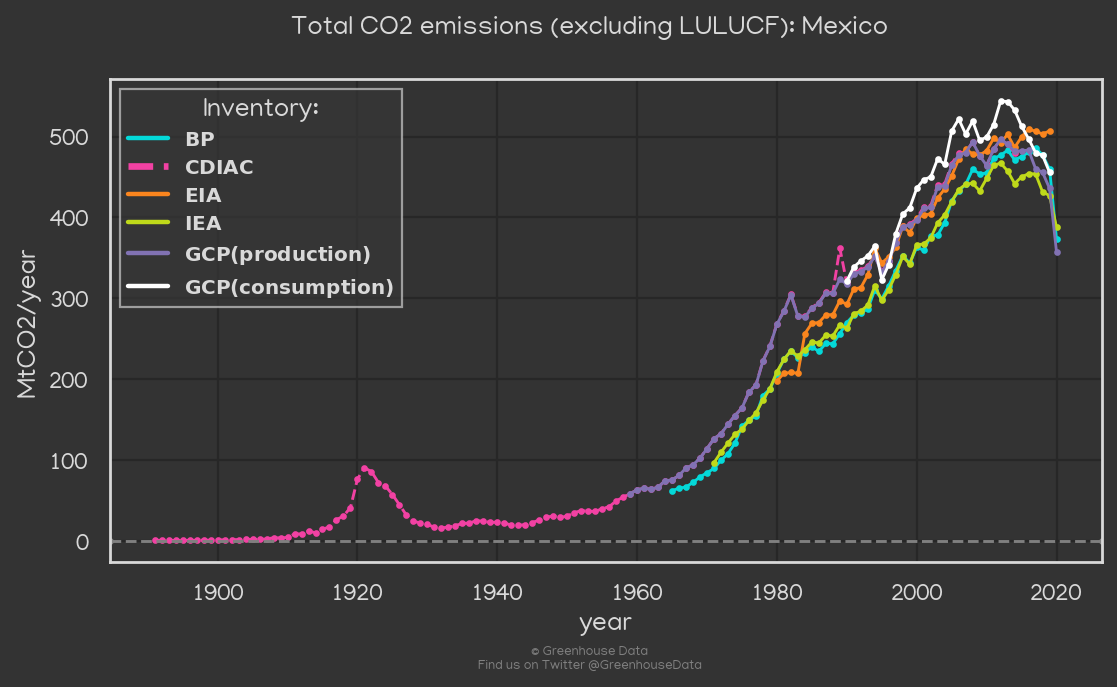 Total CO2 emissions (excluding LULUCF): Mexico
Inventory:
BP
CDIAC
EIA
IEA
GCP(production)
GCP(consumption)
MtCO2/year
500
400
300
200
100
0
1900
1920
1940
1960
1980
2000
2020
year
© Greenhouse Data
Find us on Twitter @GreenhouseData